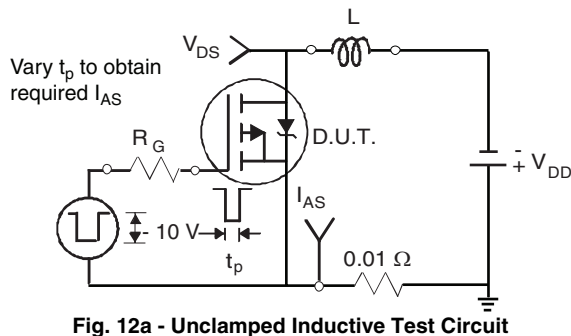 L
V_DS
Vary t_p to obtain
required I_AS
D.U.T.
R_G
- V_DD
+
I_AS
- 10 V
t_p
0.01 Ω
Fig. 12a - Unclamped Inductive Test Circuit